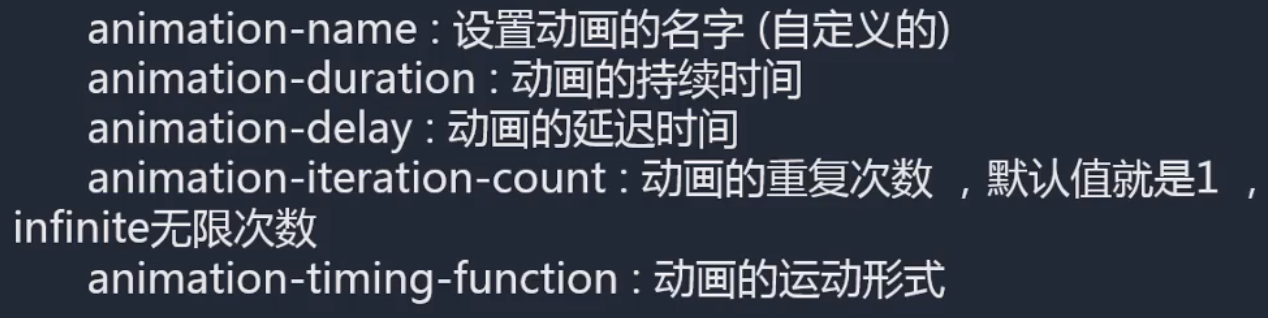 animation-name : 设置动画的名字 (自定义的)
animation-duration : 动画的持续时间
animation-delay : 动画的延迟时间
animation-iteration-count : 动画的重复次数 ，默认值就是1 ，
infinite无限次数
animation-timing-function : 动画的运动形式